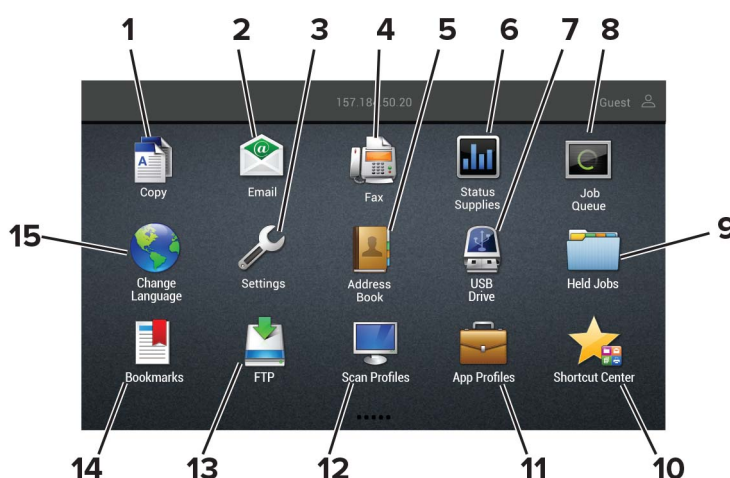 1 2 3 4 5 6 7 8
157.184.50.20 Guest
A @
Copy Email Fax Status Supplies Job Queue
15 9
Change Language Settings Address Book USB Drive Held Jobs
Bookmarks FTP Scan Profiles App Profiles Shortcut Center
14 13 12 11 10